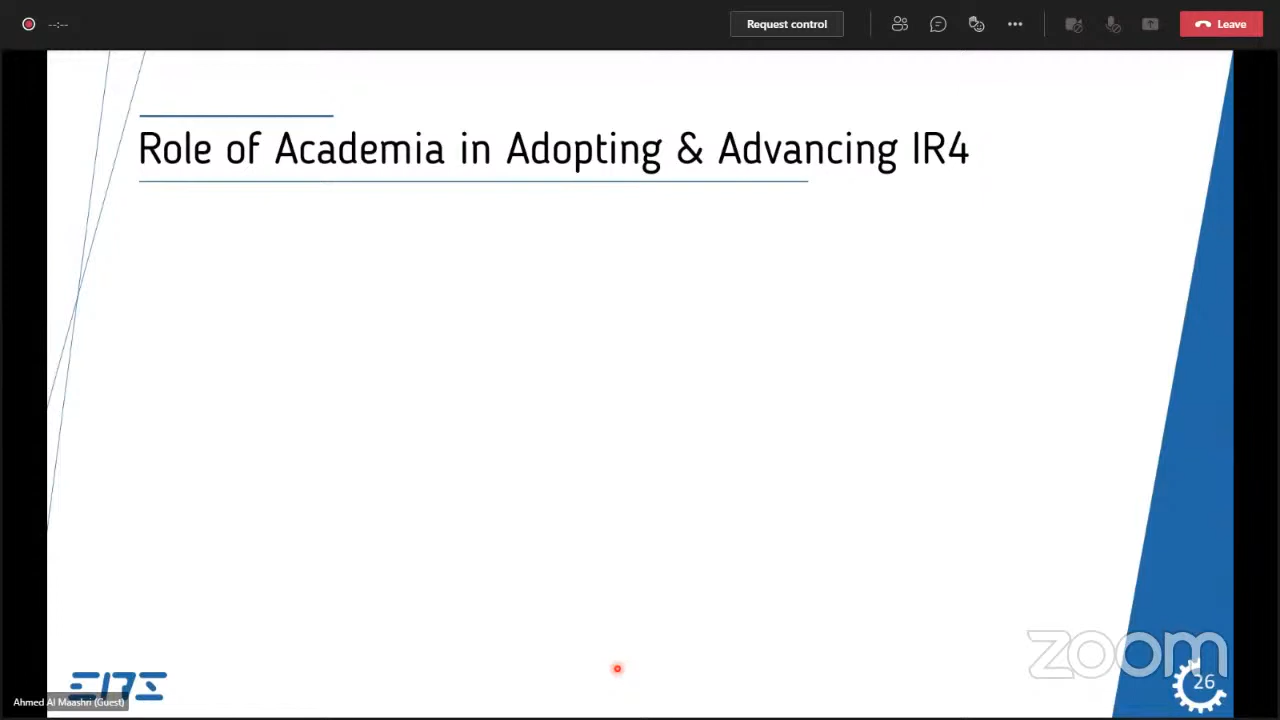 --:--
Request control
Leave
Role of Academia in Adopting & Advancing IR4
zoom
26
Ahmed Al Maashri (Guest)